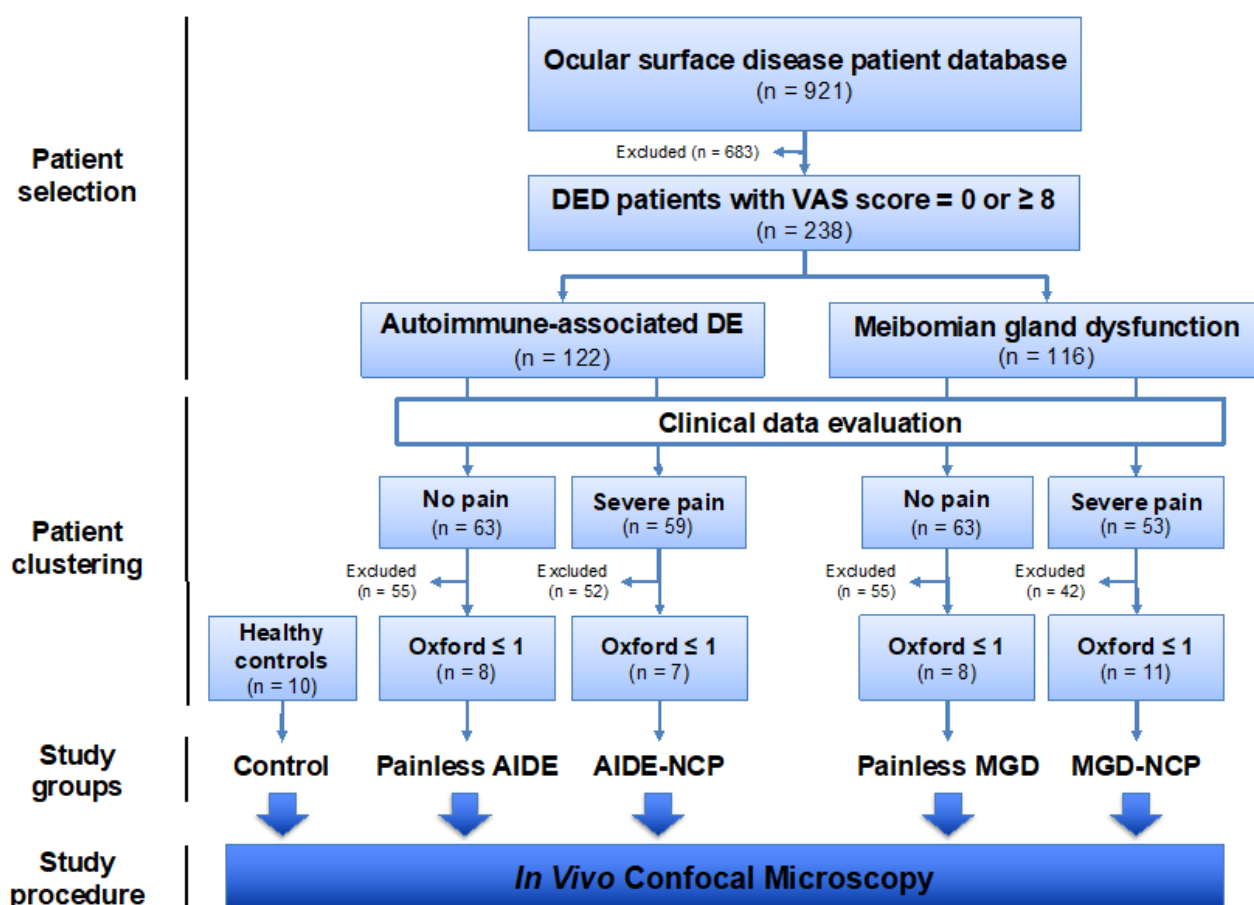 Patient
selection
Ocular surface disease patient database
(n = 921)
Excluded (n = 683)
DED patients with VAS score = 0 or ≥ 8
(n = 238)
Autoimmune-associated DE
(n = 122)
Meibomian gland dysfunction
(n = 116)
Patient
clustering
Clinical data evaluation
No pain
(n = 63)
Severe pain
(n = 59)
No pain
(n = 63)
Severe pain
(n = 53)
Excluded
(n = 55)
Excluded
(n = 52)
Excluded
(n = 55)
Excluded
(n = 42)
Healthy
controls
(n = 10)
Oxford ≤ 1
(n = 8)
Oxford ≤ 1
(n = 7)
Oxford ≤ 1
(n = 8)
Oxford ≤ 1
(n = 11)
Study
groups
Control
Painless AIDE
AIDE-NCP
Painless MGD
MGD-NCP
Study
procedure
In Vivo Confocal Microscopy